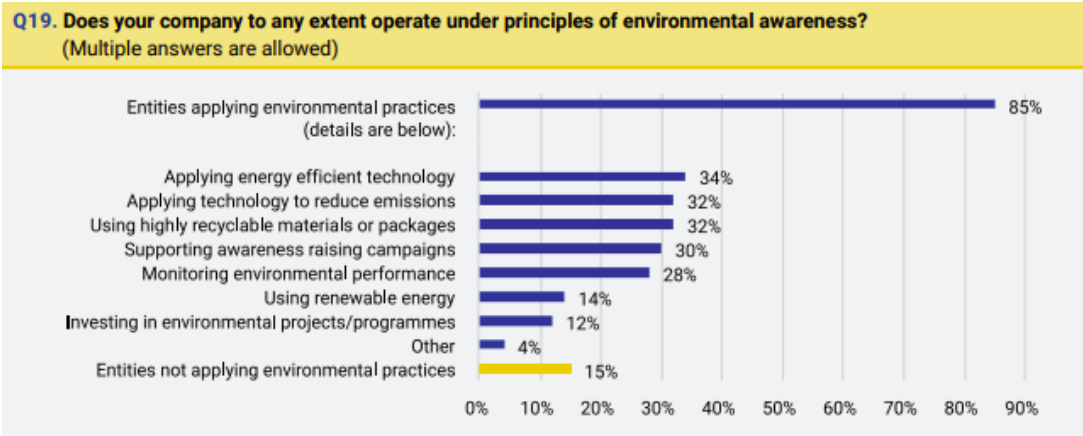 Q19. Does your company to any extent operate under principles of environmental awareness?
(Multiple answers are allowed)
Entities applying environmental practices 85%
(details are below):
Applying energy efficient technology 34%
Applying technology to reduce emissions 32%
Using highly recyclable materials or packages 32%
Supporting awareness raising campaigns 30%
Monitoring environmental performance 28%
Using renewable energy 14%
Investing in environmental projects/programmes 12%
Other 4%
Entities not applying environmental practices 15%
0% 10% 20% 30% 40% 50% 60% 70% 80% 90%